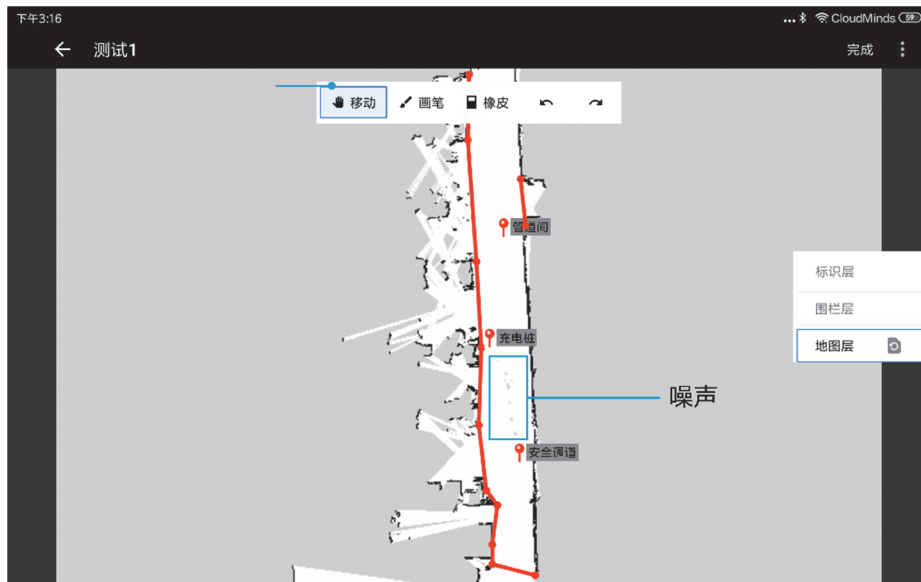 下午3:16
... CloudMinds 59
测试1
完成
移动 画笔 橡皮
管道间
标识层
围栏层
充电桩
地图层
噪声
安全通道